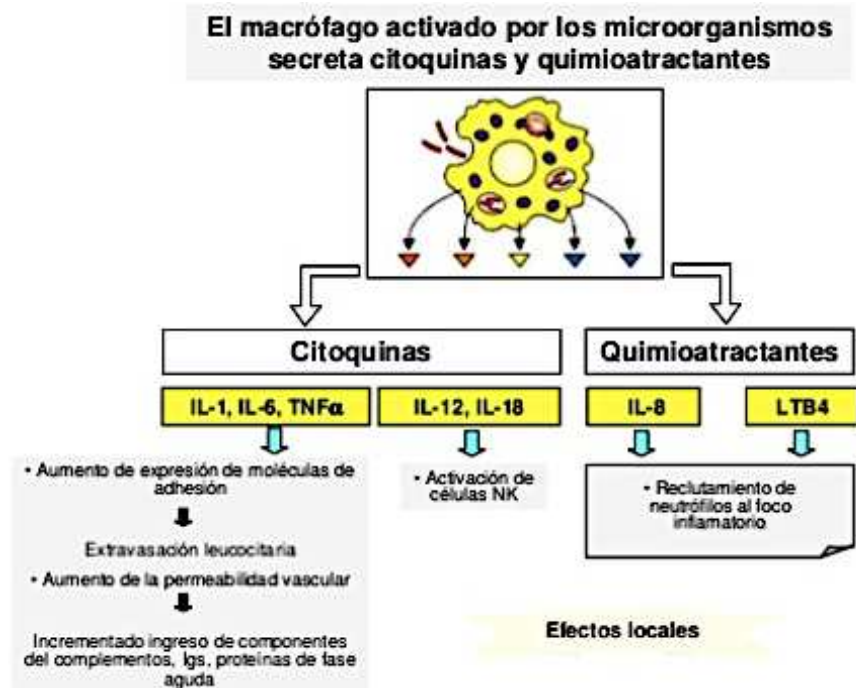 El macrófago activado por los microorganismos
secreta citoquinas y quimioatractantes
Citoquinas
Quimioatractantes
IL-1, IL-6, TNFα
IL-12, IL-18
IL-8
LTB4
• Aumento de expresión de moléculas de
adhesión
Extravasación leucocitaria
• Aumento de la permeabilidad vascular
Incrementado ingreso de componentes
del complementos, Igs, proteínas de fase
aguda
• Activación de
células NK
• Reclutamiento de
neutrófilos al foco
inflamatorio
Efectos locales